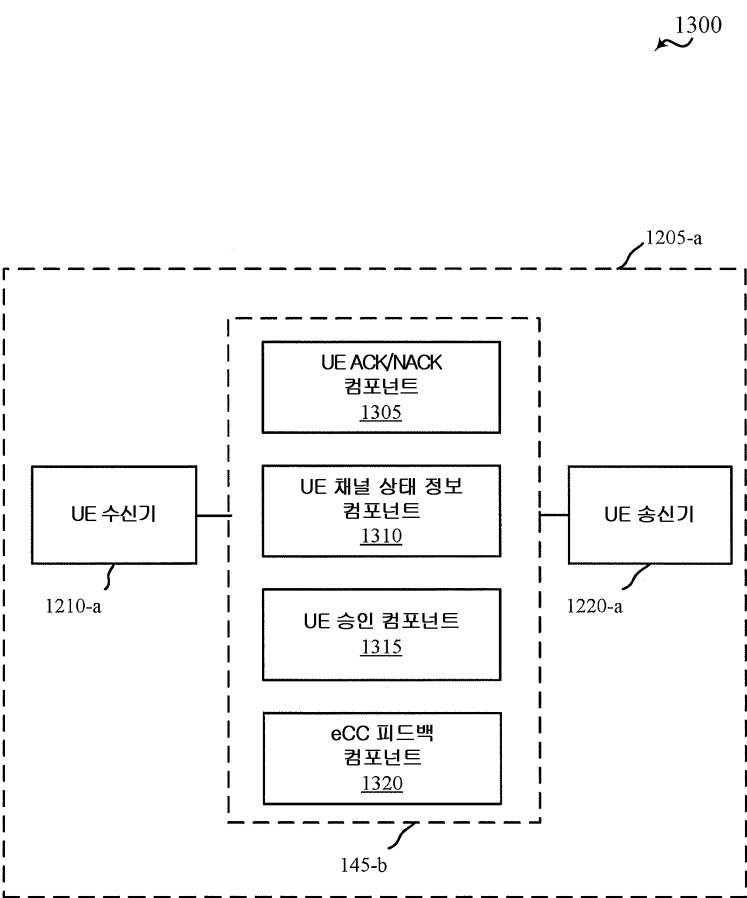 1300
1205-a
UE ACK/NACK
컴포넌트
1305
UE 채널 상태 정보
컴포넌트
1310
UE 수신기
UE 송신기
1210-a
1220-a
UE 승인 컴포넌트
1315
eCC 피드백
컴포넌트
1320
145-b